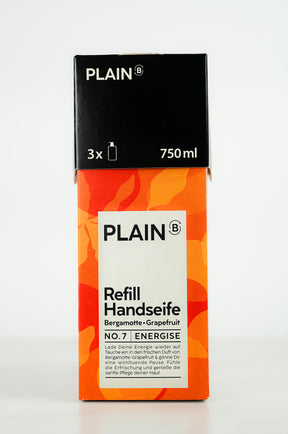 PLAIN B
3x 750 ml
PLAIN B
Refill
Handseife
Bergamotte • Grapefruit
NO.7 | ENERGISE
Lade Deine Energie wieder auf.
Tauche ein in den frischen Duft von
Bergamotte-Grapefruit & gönne Dir
eine wohltuende Pause. Fühle
die Erfrischung und genieße die
sanfte Pflege deiner Haut.